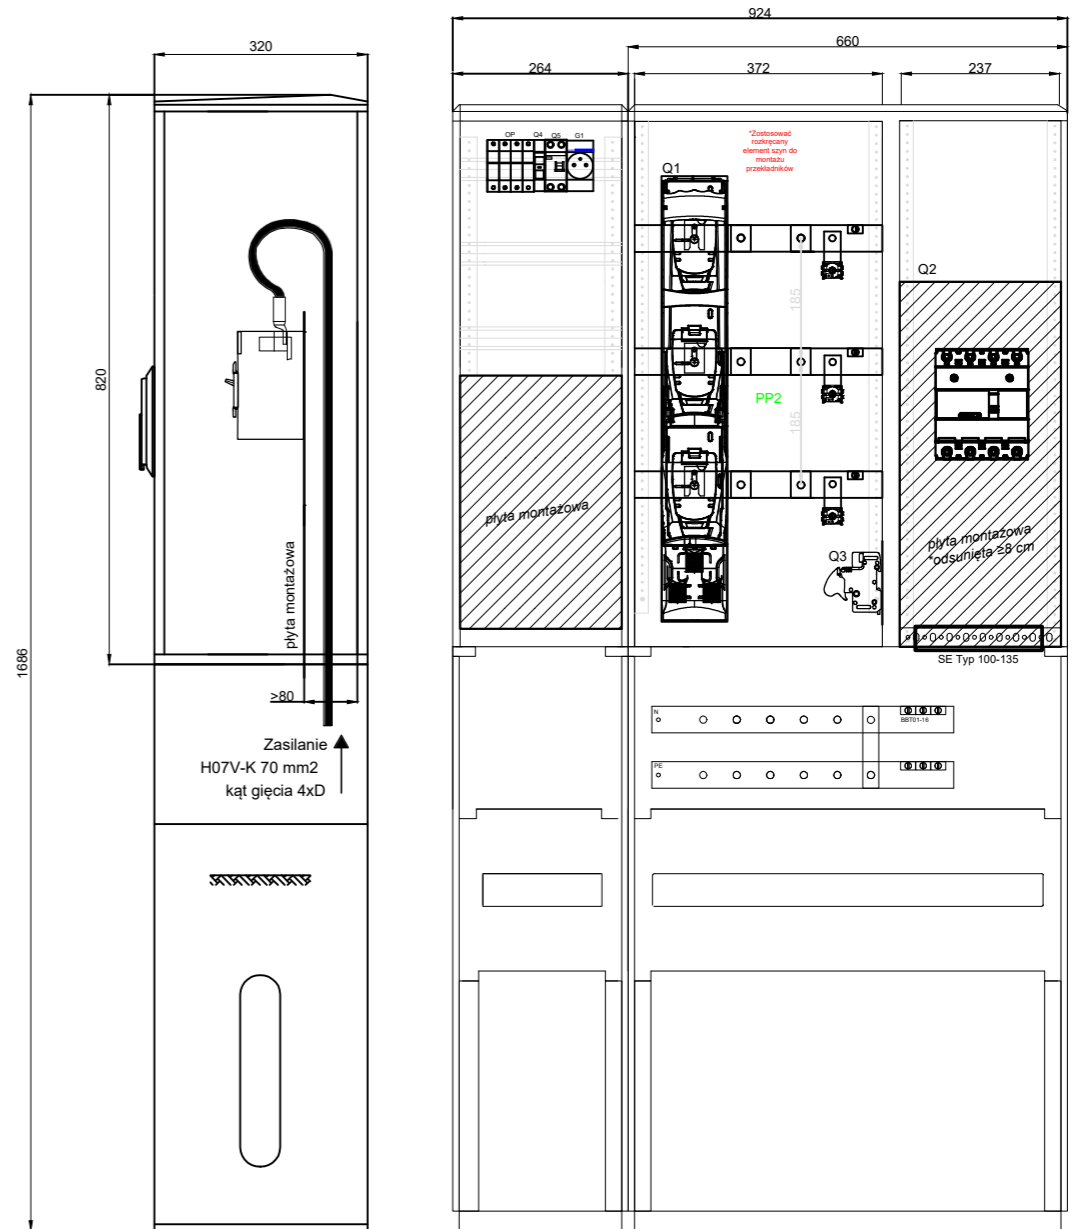 924
320
660
264
372
237
OP Q4 Q5 G1
*Zostosować
rozkręcany
element szyn do
montażu
przekładników
Q1
Q2
185
820
PP2
185
płyta montażowa
płyta montażowa
*odsunięta ≥8 cm
Q3
płyta montażowa
1686
SE Typ 100-135
>80
N
BBT01-16
Zasilanie
H07V-K 70 mm2
kąt gięcia 4xD
PE